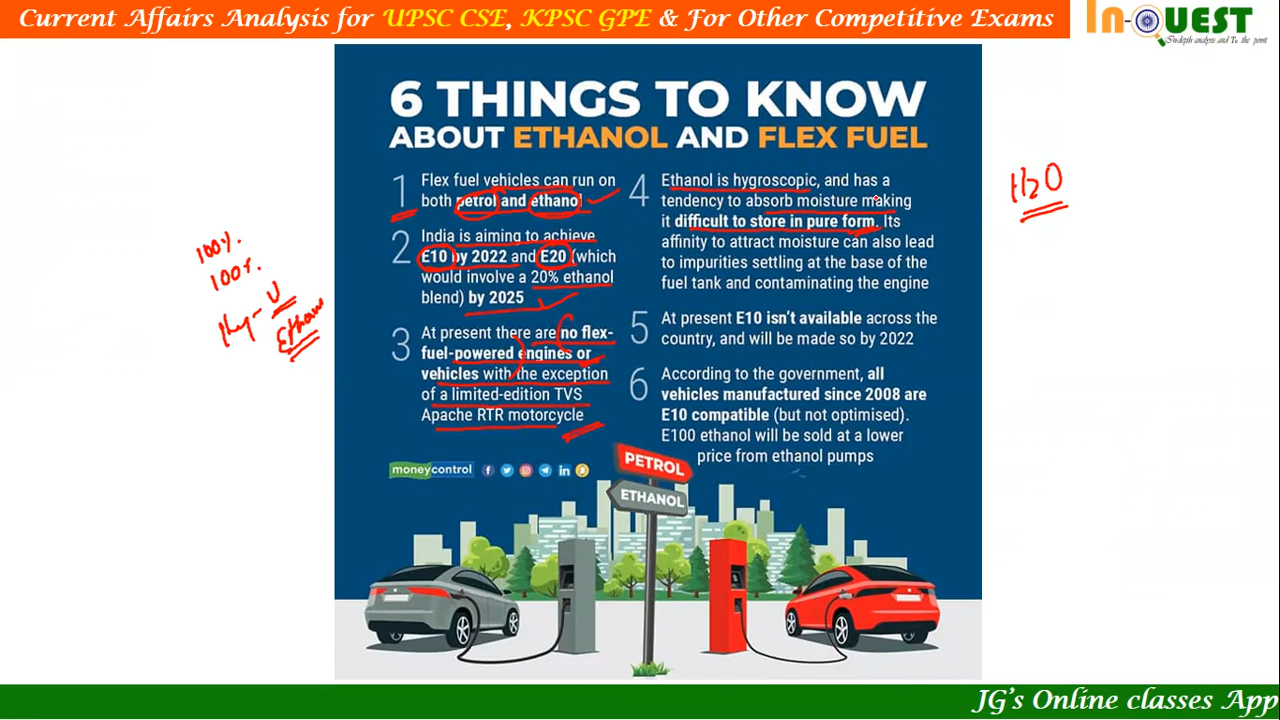 Current Affairs Analysis for UPSC CSE, KPSC GPE & For Other Competitive Exams
In-QUEST
In-depth analysis and To the point
6 THINGS TO KNOW
ABOUT ETHANOL AND FLEX FUEL
1
Flex fuel vehicles can run on
both petrol and ethanol
2
India is aiming to achieve
E10 by 2022 and E20 (which
would involve a 20% ethanol
blend) by 2025
3
At present there are no flex-
fuel-powered engines or
vehicles with the exception
of a limited-edition TVS
Apache RTR motorcycle
4
Ethanol is hygroscopic, and has a
tendency to absorb moisture making
it difficult to store in pure form. Its
affinity to attract moisture can also lead
to impurities settling at the base of the
fuel tank and contaminating the engine
5
At present E10 isn't available across the
country, and will be made so by 2022
6
According to the government, all
vehicles manufactured since 2008 are
E10 compatible (but not optimised).
E100 ethanol will be sold at a lower
price from ethanol pumps
100%.
100%.
H2O
moneycontrol
PETROL
ETHANOL
JG's Online classes App